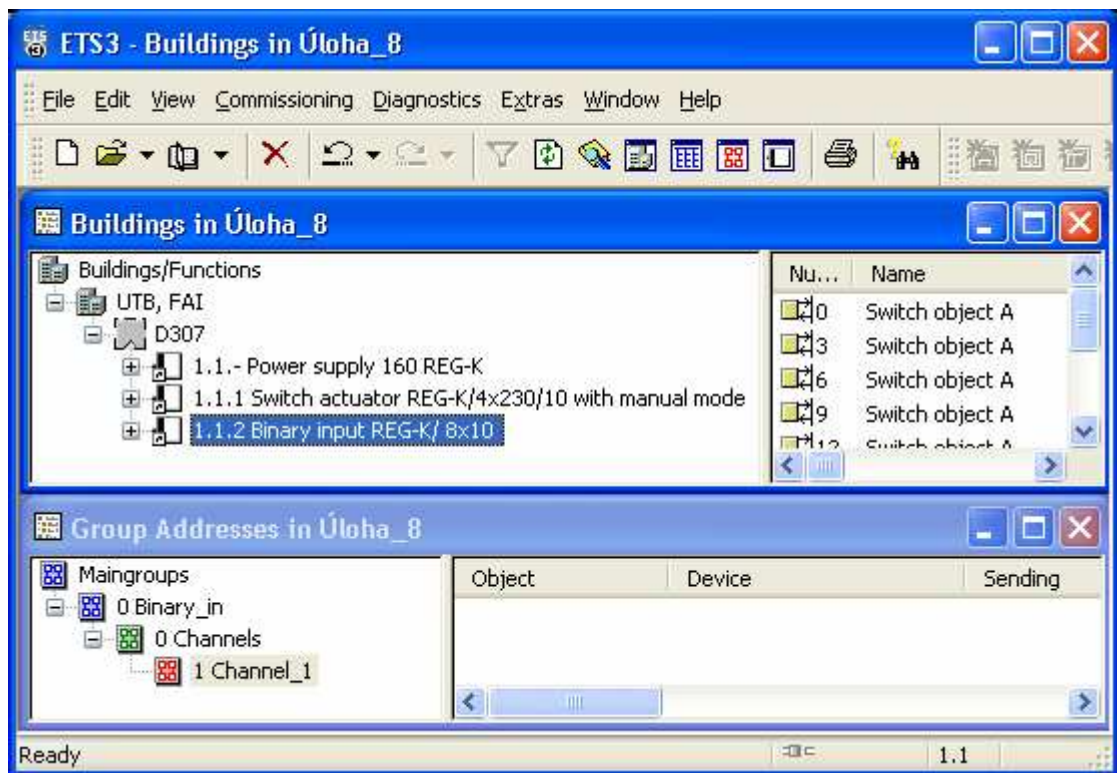 ETS3 - Buildings in Úloha_8
File Edit View Commissioning Diagnostics Extras Window Help
Buildings in Úloha_8
Buildings/Functions
UTB, FAI
D307
1.1.- Power supply 160 REG-K
1.1.1 Switch actuator REG-K/4x230/10 with manual mode
1.1.2 Binary input REG-K/ 8x10
Nu... Name
0 Switch object A
3 Switch object A
6 Switch object A
9 Switch object A
12 Switch object A
Group Addresses in Úloha_8
Maingroups
0 Binary_in
0 Channels
1 Channel_1
Object Device Sending
Ready 1.1